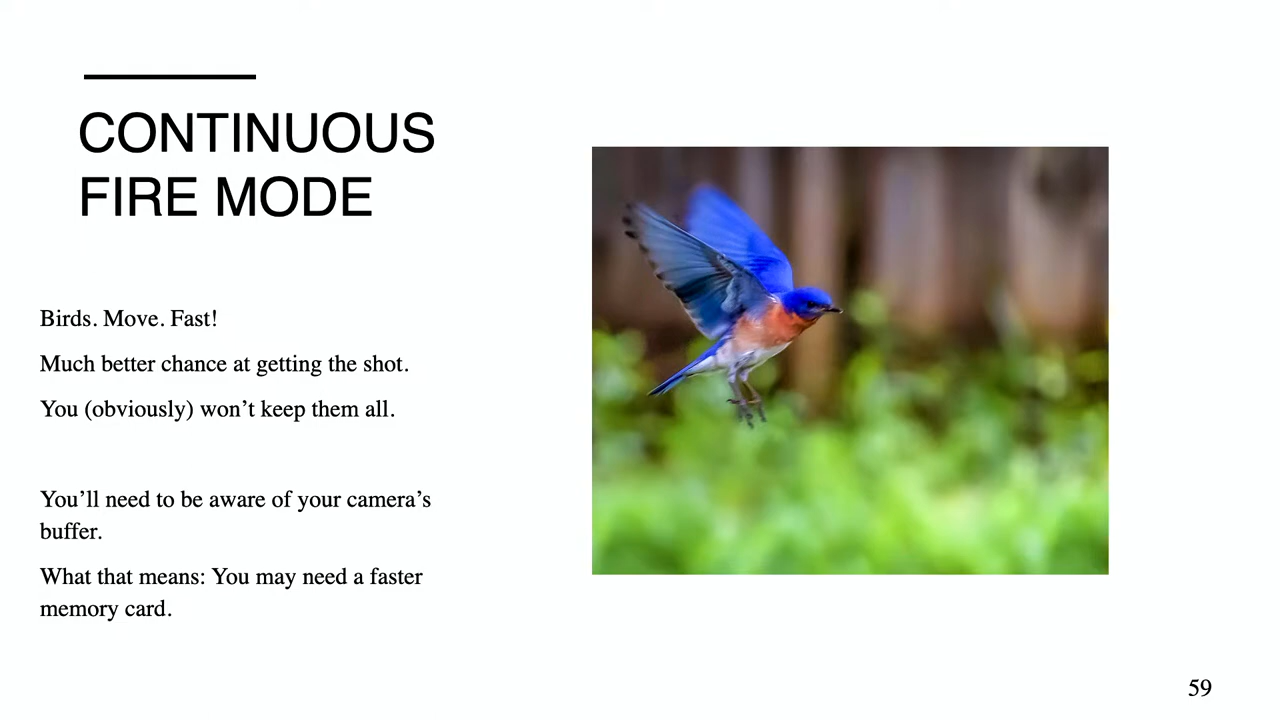 CONTINUOUS
FIRE MODE
Birds. Move. Fast!
Much better chance at getting the shot.
You (obviously) won’t keep them all.
You’ll need to be aware of your camera’s
buffer.
What that means: You may need a faster
memory card.
59